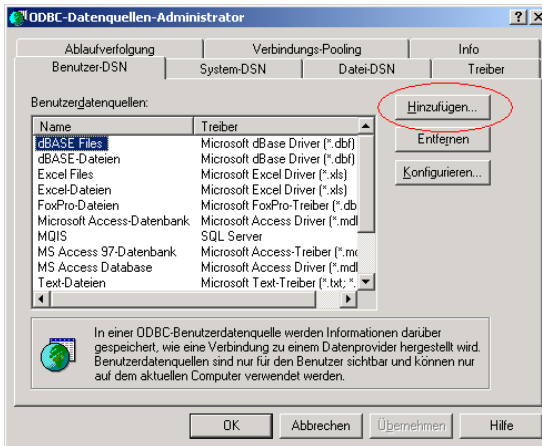 ODBC-Datenquellen-Administrator
Ablaufverfolgung Verbindungs-Pooling Info
Benutzer-DSN System-DSN Datei-DSN Treiber
Benutzerdatenquellen:
Name Treiber
dBASE Files Microsoft dBase Driver (*.dbf)
dBASE-Dateien Microsoft dBase Driver (*.dbf)
Excel Files Microsoft Excel Driver (*.xls)
Excel-Dateien Microsoft Excel Driver (*.xls)
FoxPro-Dateien Microsoft FoxPro-Treiber (*.db
Microsoft Access-Datenbank Microsoft Access Driver (*.mdl
MQIS SQL Server
MS Access 97-Datenbank Microsoft Access-Treiber (*.mc
MS Access Database Microsoft Access Driver (*.mdl
Text-Dateien Microsoft Text-Treiber (*.txt; *.
Hinzufügen...
Entfernen
Konfigurieren...
In einer ODBC-Benutzerdatenquelle werden Informationen darüber
gespeichert, wie eine Verbindung zu einem Datenprovider hergestellt wird.
Benutzerdatenquellen sind nur für den Benutzer sichtbar und können nur
auf dem aktuellen Computer verwendet werden.
OK Abbrechen Übernehmen Hilfe